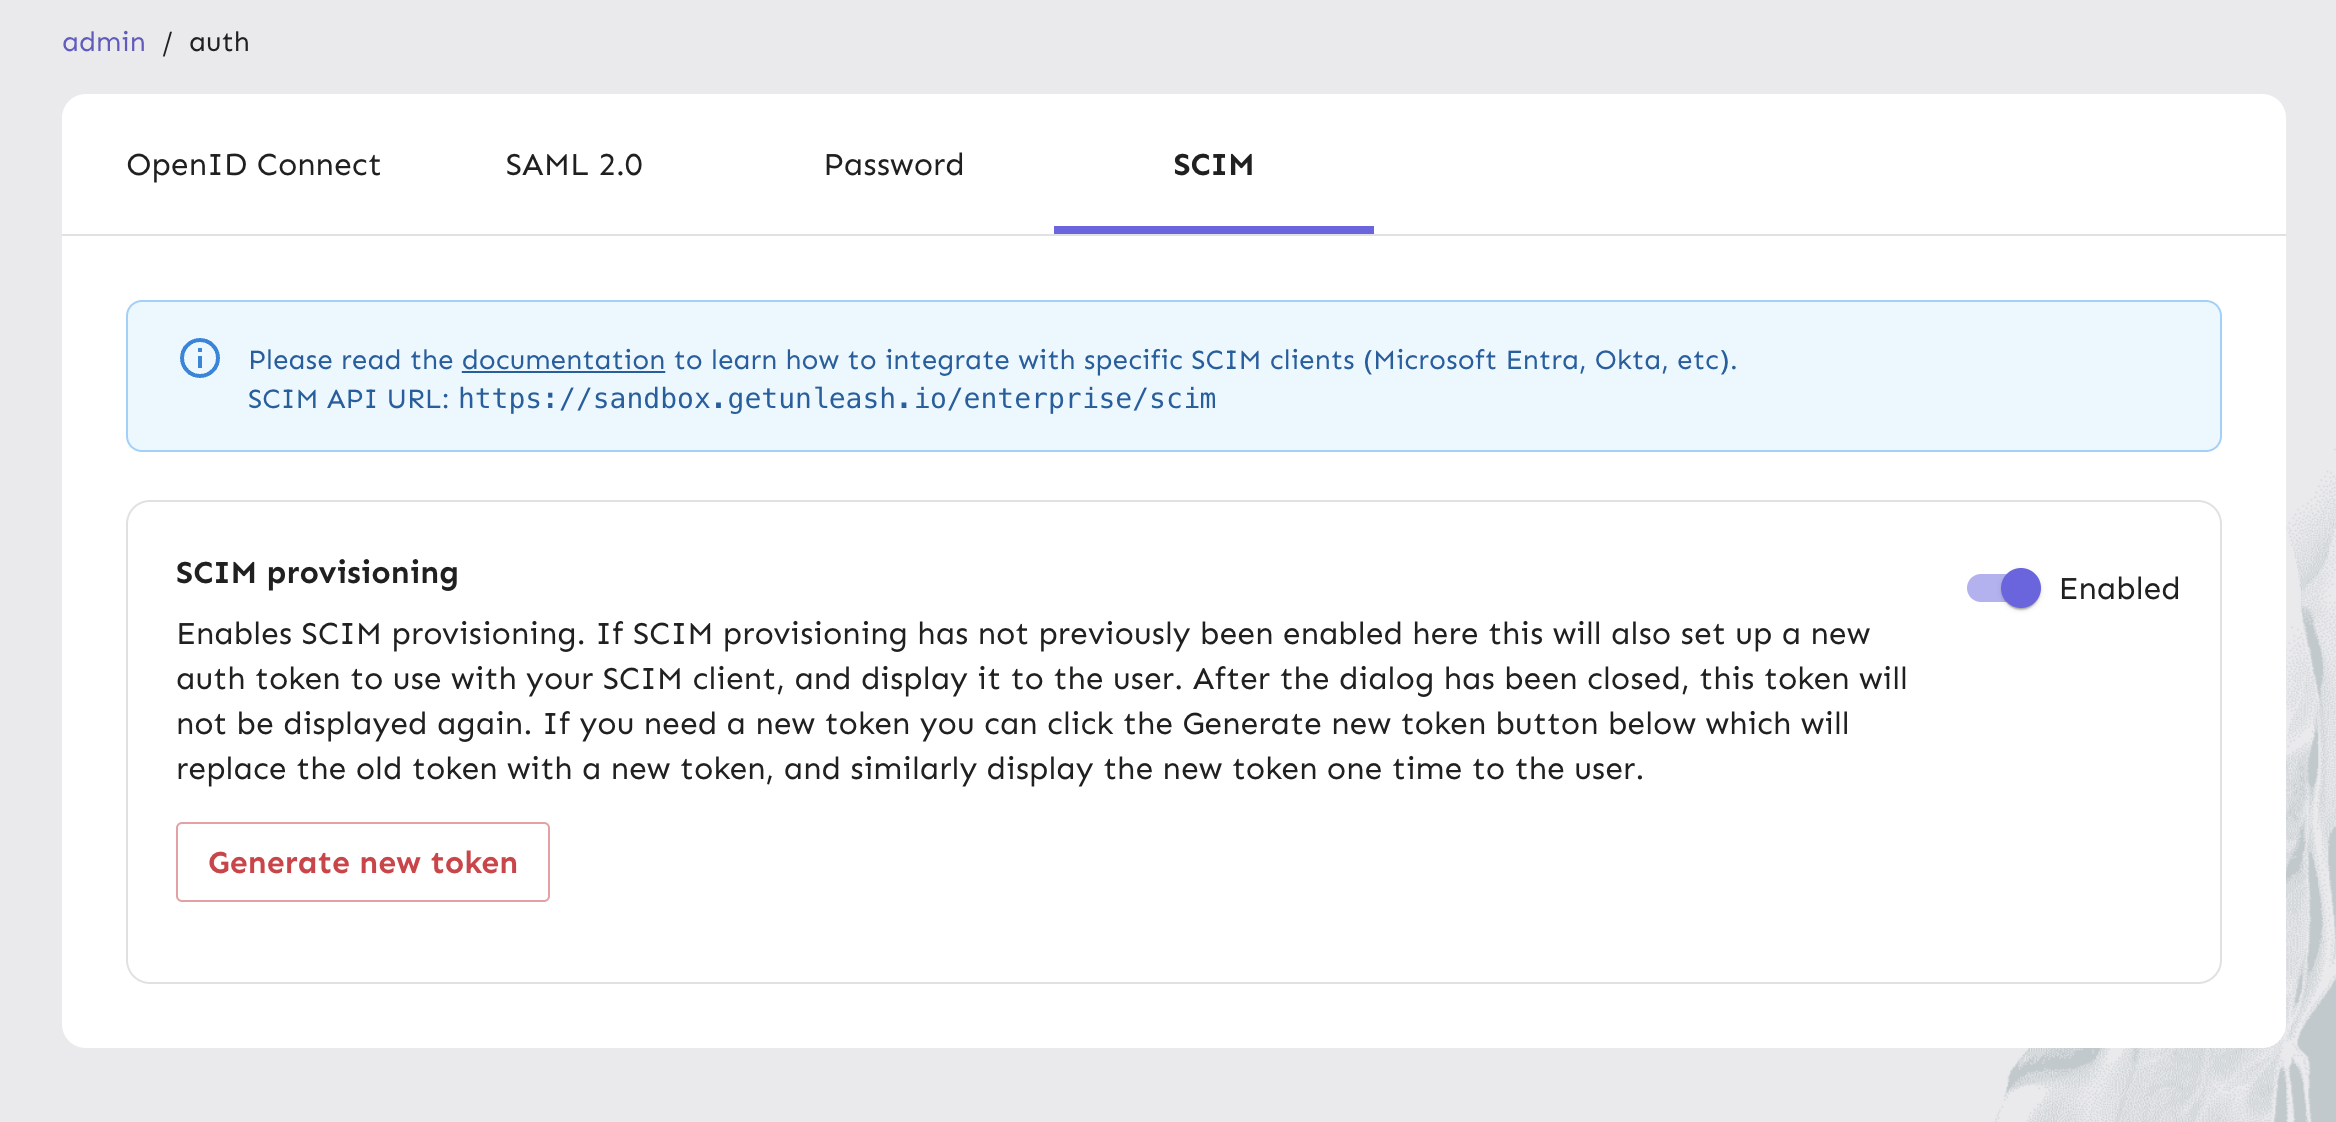 admin / auth
OpenID Connect SAML 2.0 Password SCIM
Please read the documentation to learn how to integrate with specific SCIM clients (Microsoft Entra, Okta, etc).
SCIM API URL: https://sandbox.getunleash.io/enterprise/scim
SCIM provisioning
Enabled
Enables SCIM provisioning. If SCIM provisioning has not previously been enabled here this will also set up a new
auth token to use with your SCIM client, and display it to the user. After the dialog has been closed, this token will
not be displayed again. If you need a new token you can click the Generate new token button below which will
replace the old token with a new token, and similarly display the new token one time to the user.
Generate new token